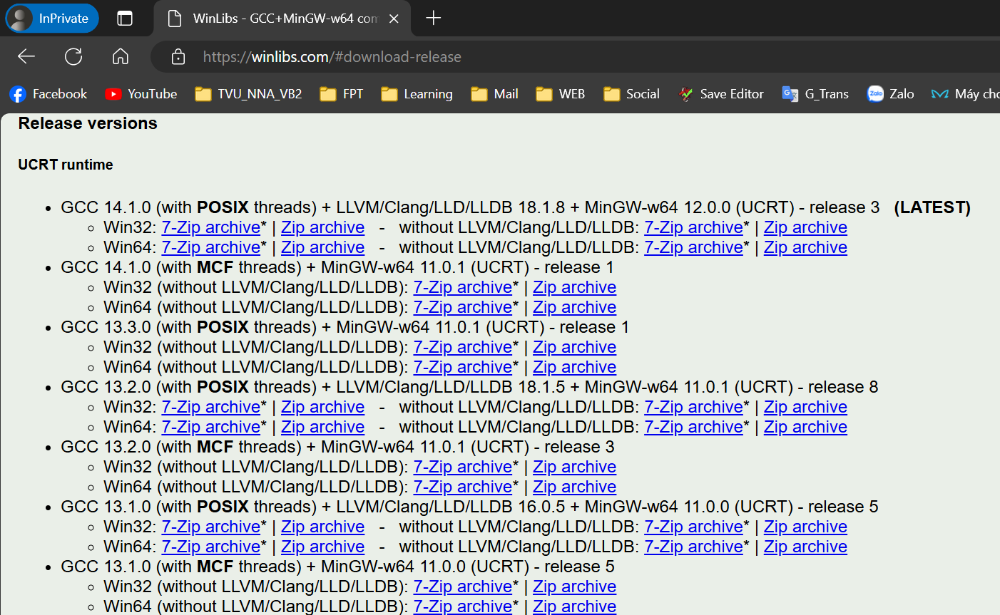 InPrivate
WinLibs - GCC+MinGW-w64 com
https://winlibs.com/#download-release
Facebook YouTube TVU_NNA_VB2 FPT Learning Mail WEB Social Save Editor G_Trans Zalo Máy chc
Release versions
UCRT runtime
• GCC 14.1.0 (with POSIX threads) + LLVM/Clang/LLD/LLDB 18.1.8 + MinGW-w64 12.0.0 (UCRT) - release 3 (LATEST)
◦ Win32: 7-Zip archive* | Zip archive - without LLVM/Clang/LLD/LLDB: 7-Zip archive* | Zip archive
◦ Win64: 7-Zip archive* | Zip archive - without LLVM/Clang/LLD/LLDB: 7-Zip archive* | Zip archive
• GCC 14.1.0 (with MCF threads) + MinGW-w64 11.0.1 (UCRT) - release 1
◦ Win32 (without LLVM/Clang/LLD/LLDB): 7-Zip archive* | Zip archive
◦ Win64 (without LLVM/Clang/LLD/LLDB): 7-Zip archive* | Zip archive
• GCC 13.3.0 (with POSIX threads) + MinGW-w64 11.0.1 (UCRT) - release 1
◦ Win32 (without LLVM/Clang/LLD/LLDB): 7-Zip archive* | Zip archive
◦ Win64 (without LLVM/Clang/LLD/LLDB): 7-Zip archive* | Zip archive
• GCC 13.2.0 (with POSIX threads) + LLVM/Clang/LLD/LLDB 18.1.5 + MinGW-w64 11.0.1 (UCRT) - release 8
◦ Win32: 7-Zip archive* | Zip archive - without LLVM/Clang/LLD/LLDB: 7-Zip archive* | Zip archive
◦ Win64: 7-Zip archive* | Zip archive - without LLVM/Clang/LLD/LLDB: 7-Zip archive* | Zip archive
• GCC 13.2.0 (with MCF threads) + MinGW-w64 11.0.1 (UCRT) - release 3
◦ Win32 (without LLVM/Clang/LLD/LLDB): 7-Zip archive* | Zip archive
◦ Win64 (without LLVM/Clang/LLD/LLDB): 7-Zip archive* | Zip archive
• GCC 13.1.0 (with POSIX threads) + LLVM/Clang/LLD/LLDB 16.0.5 + MinGW-w64 11.0.0 (UCRT) - release 5
◦ Win32: 7-Zip archive* | Zip archive - without LLVM/Clang/LLD/LLDB: 7-Zip archive* | Zip archive
◦ Win64: 7-Zip archive* | Zip archive - without LLVM/Clang/LLD/LLDB: 7-Zip archive* | Zip archive
• GCC 13.1.0 (with MCF threads) + MinGW-w64 11.0.0 (UCRT) - release 5
◦ Win32 (without LLVM/Clang/LLD/LLDB): 7-Zip archive* | Zip archive
◦ Win64 (without LLVM/Clang/LLD/LLDB): 7-Zip archive* | Zip archive